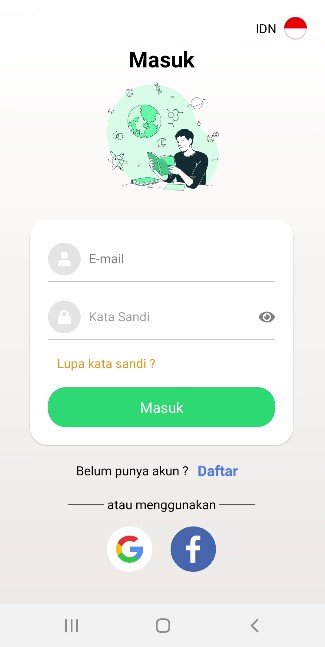 IDN
Masuk
E-mail
Kata Sandi
Lupa kata sandi ?
Masuk
Belum punya akun ? Daftar
atau menggunakan